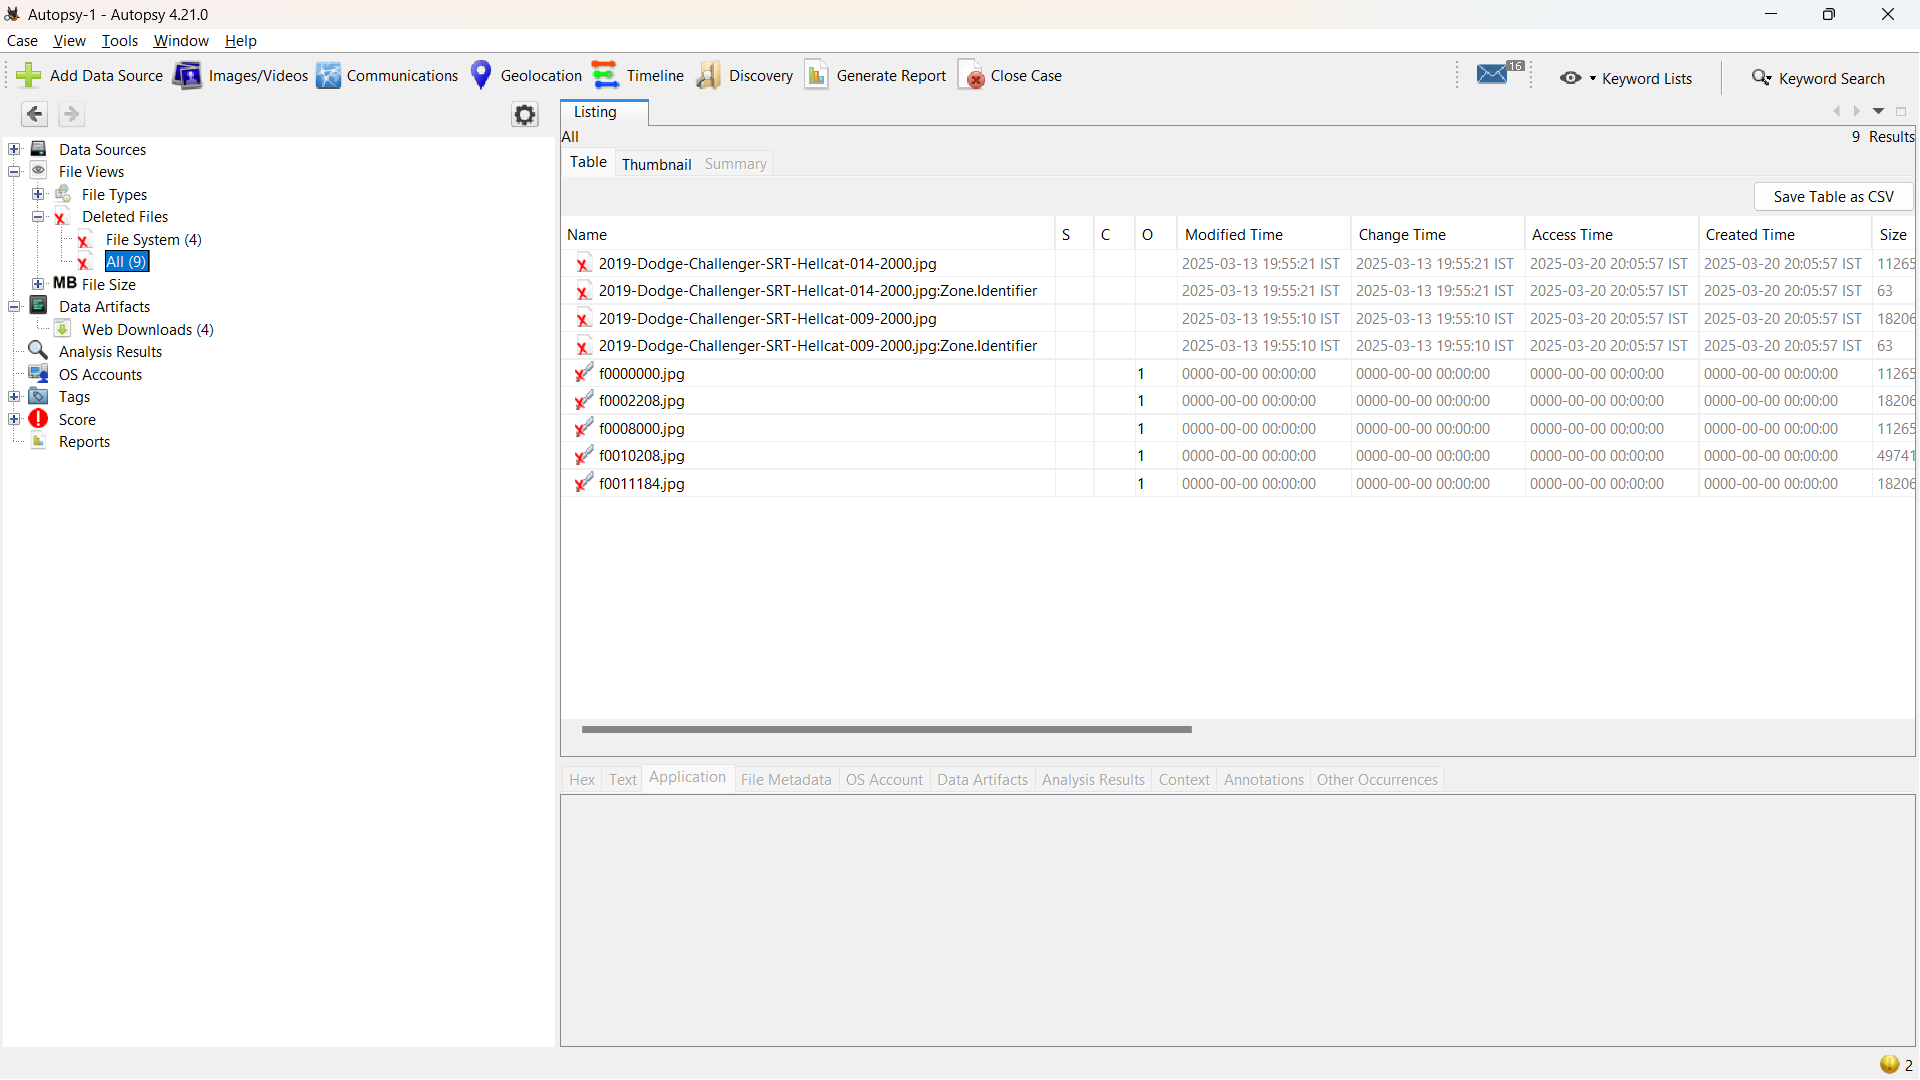 Autopsy-1 - Autopsy 4.21.0
Case View Tools Window Help
Add Data Source Images/Videos Communications Geolocation Timeline Discovery Generate Report Close Case 16 Keyword Lists Keyword Search
Listing
All 9 Results
Table Thumbnail Summary
Save Table as CSV
Data Sources
File Views
File Types
Deleted Files
File System (4)
All (9)
MB File Size
Data Artifacts
Web Downloads (4)
Analysis Results
OS Accounts
Tags
Score
Reports
Name S C O Modified Time Change Time Access Time Created Time Size
2019-Dodge-Challenger-SRT-Hellcat-014-2000.jpg 2025-03-13 19:55:21 IST 2025-03-13 19:55:21 IST 2025-03-20 20:05:57 IST 2025-03-20 20:05:57 IST 11265
2019-Dodge-Challenger-SRT-Hellcat-014-2000.jpg:Zone.Identifier 2025-03-13 19:55:21 IST 2025-03-13 19:55:21 IST 2025-03-20 20:05:57 IST 2025-03-20 20:05:57 IST 63
2019-Dodge-Challenger-SRT-Hellcat-009-2000.jpg 2025-03-13 19:55:10 IST 2025-03-13 19:55:10 IST 2025-03-20 20:05:57 IST 2025-03-20 20:05:57 IST 18206
2019-Dodge-Challenger-SRT-Hellcat-009-2000.jpg:Zone.Identifier 2025-03-13 19:55:10 IST 2025-03-13 19:55:10 IST 2025-03-20 20:05:57 IST 2025-03-20 20:05:57 IST 63
f0000000.jpg 1 0000-00-00 00:00:00 0000-00-00 00:00:00 0000-00-00 00:00:00 0000-00-00 00:00:00 11265
f0002208.jpg 1 0000-00-00 00:00:00 0000-00-00 00:00:00 0000-00-00 00:00:00 0000-00-00 00:00:00 18206
f0008000.jpg 1 0000-00-00 00:00:00 0000-00-00 00:00:00 0000-00-00 00:00:00 0000-00-00 00:00:00 11265
f0010208.jpg 1 0000-00-00 00:00:00 0000-00-00 00:00:00 0000-00-00 00:00:00 0000-00-00 00:00:00 49741
f0011184.jpg 1 0000-00-00 00:00:00 0000-00-00 00:00:00 0000-00-00 00:00:00 0000-00-00 00:00:00 18206
Hex Text Application File Metadata OS Account Data Artifacts Analysis Results Context Annotations Other Occurrences
2